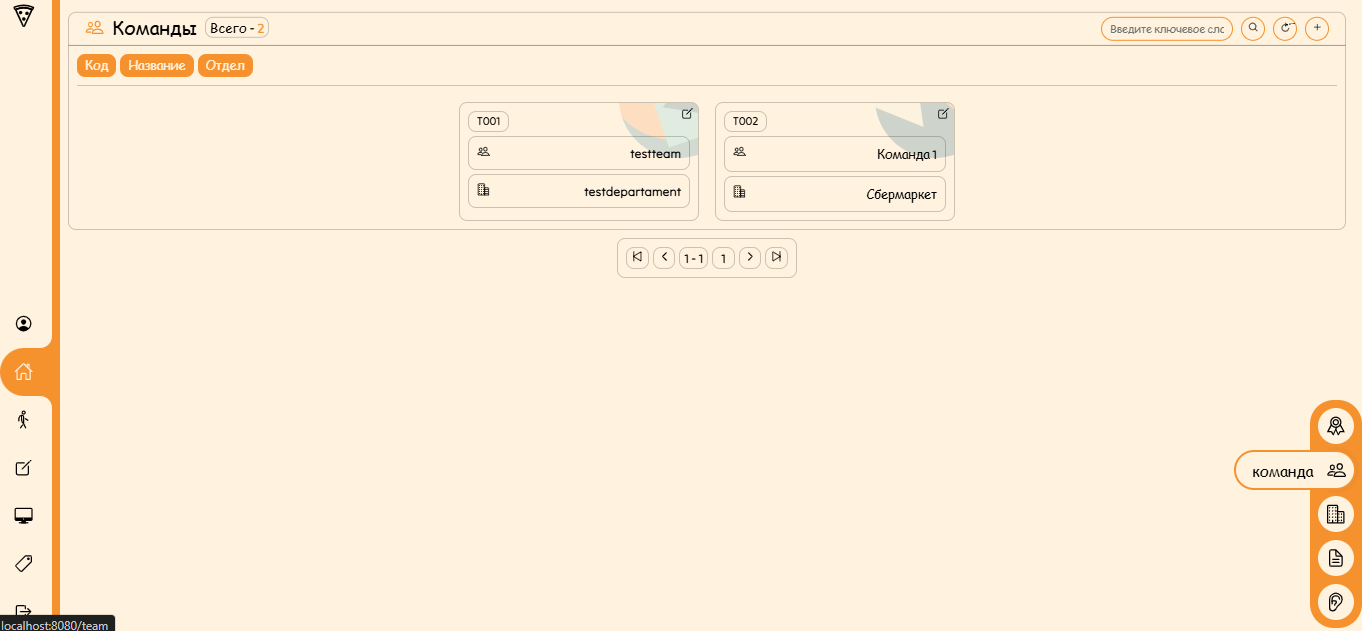 Команды Всего - 2 Введите ключевое сло
Код Название Отдел
T001
testteam
testdepartament
T002
Команда 1
Сбермаркет
1 - 1 1
команда
localhost:8080/team